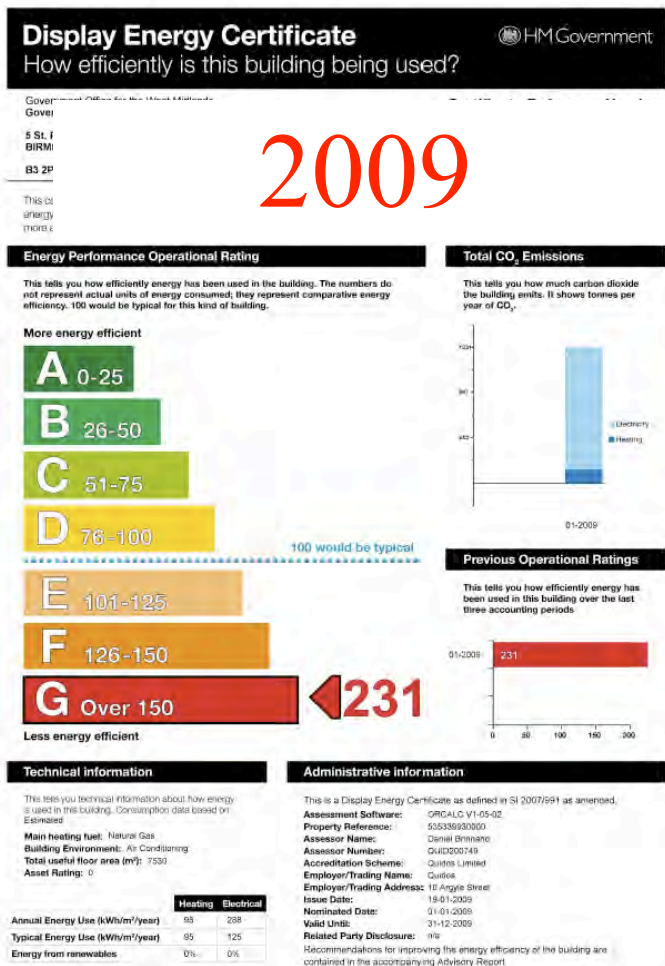 Display Energy Certificate
HM Government
How efficiently is this building being used?
Government Office for the West Midlands
5 St.
B3 2P
2009
This
energy
more
Energy Performance Operational Rating
This tells you how efficiently energy has been used in the building. The numbers do
not represent actual units of energy consumed; they represent comparative energy
efficiency. 100 would be typical for this kind of building.
More energy efficient
A 0-25
B 26-50
C 51-75
D 76-100
100 would be typical
E 101-125
F 126-150
G Over 150
231
Less energy efficient
Total CO₂ Emissions
This tells you how much carbon dioxide
the building emits. It shows tonnes per
year of CO₂.
Electricity
Heating
01-2009
Previous Operational Ratings
This tells you how efficiently energy has
been used in this building over the last
three accounting periods
01-2009 231
0 50 100 150 200
Technical information
This tells you technical information about how energy
is used in this building. Consumption data based on
Estimated
Main heating fuel: Natural Gas
Building Environment: Air Conditioning
Total useful floor area (m²): 7530
Asset Rating: 0
Heating Electrical
Annual Energy Use (kWh/m²/year) 95 288
Typical Energy Use (kWh/m²/year) 95 125
Energy from renewables 0% 0%
Administrative information
This is a Display Energy Certificate as defined in SI 2007/991 as amended.
Assessment Software: ORCALC V1-05-02
Property Reference: 535339930000
Assessor Name: Daniel
Assessor Number: QUID200749
Accreditation Scheme: Quidos Limited
Employer/Trading Name: Quidos
Employer/Trading Address: 10 Argyle Street
Issue Date: 19-01-2009
Nominated Date: 01-01-2009
Valid Until: 31-12-2009
Related Party Disclosure: n/a
Recommendations for improving the energy efficiency of the building are
contained in the accompanying Advisory Report